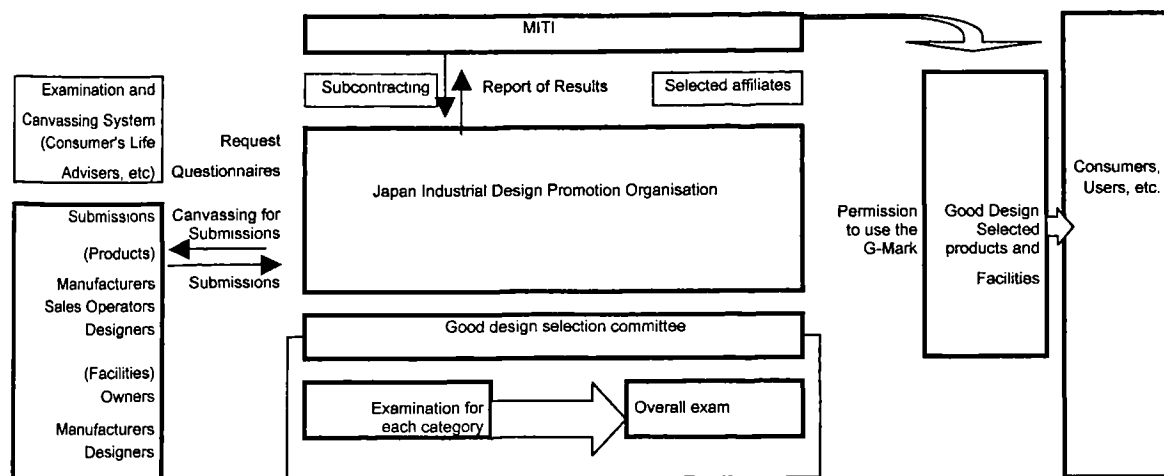 MITI
Subcontracting
Report of Results
Selected affiliates
Examination and
Canvassing System
(Consumer's Life
Advisers, etc)
Request
Questionnaires
Japan Industrial Design Promotion Organisation
Submissions
(Products)
Manufacturers
Sales Operators
Designers
(Facilities)
Owners
Manufacturers
Designers
Canvassing for
Submissions
Submissions
Good design selection committee
Examination for
each category
Overall exam
Permission
to use the
G-Mark
Good Design
Selected
products and
Facilities
Consumers,
Users, etc.